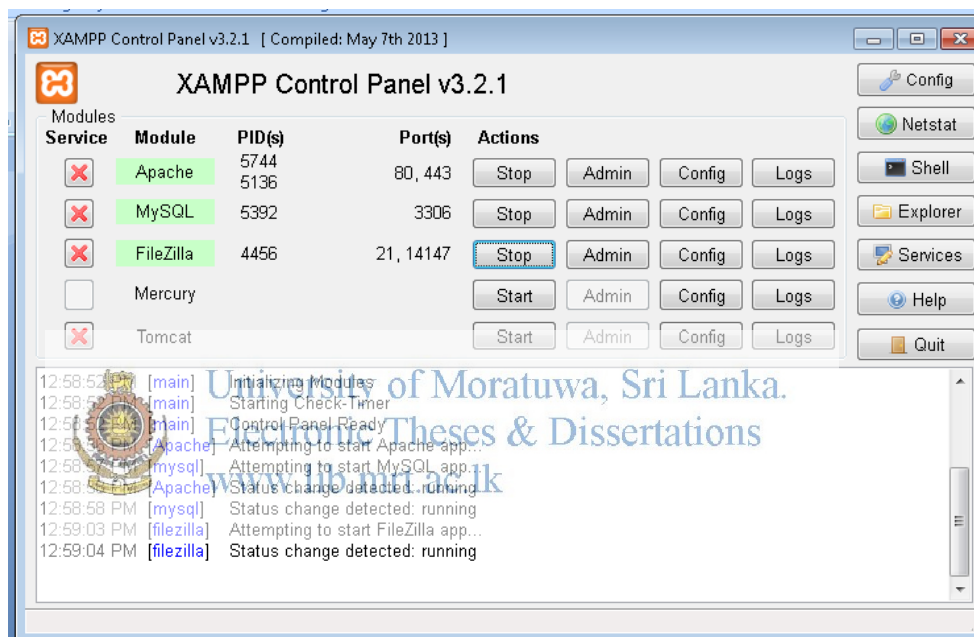 XAMPP Control Panel v3.2.1 [ Compiled: May 7th 2013 ]
XAMPP Control Panel v3.2.1
Config
Modules
Service Module PID(s) Port(s) Actions
Netstat
Apache 5744 5136 80, 443 Stop Admin Config Logs
Shell
MySQL 5392 3306 Stop Admin Config Logs
Explorer
FileZilla 4456 21, 14147 Stop Admin Config Logs
Services
Mercury Start Admin Config Logs
Help
Tomcat Start Admin Config Logs
Quit
12:58:52 PM [main] Initializing Modules
[main] Starting Check-Timer
[main] Control Panel Ready
[Apache] Attempting to start Apache app...
[mysql] Attempting to start MySQL app...
[Apache] Status change detected: running
12:58:58 PM [mysql] Status change detected: running
12:59:03 PM [filezilla] Attempting to start FileZilla app...
12:59:04 PM [filezilla] Status change detected: running
University of Moratuwa, Sri Lanka.
Electronic Theses & Dissertations
www.lib.mrt.ac.lk